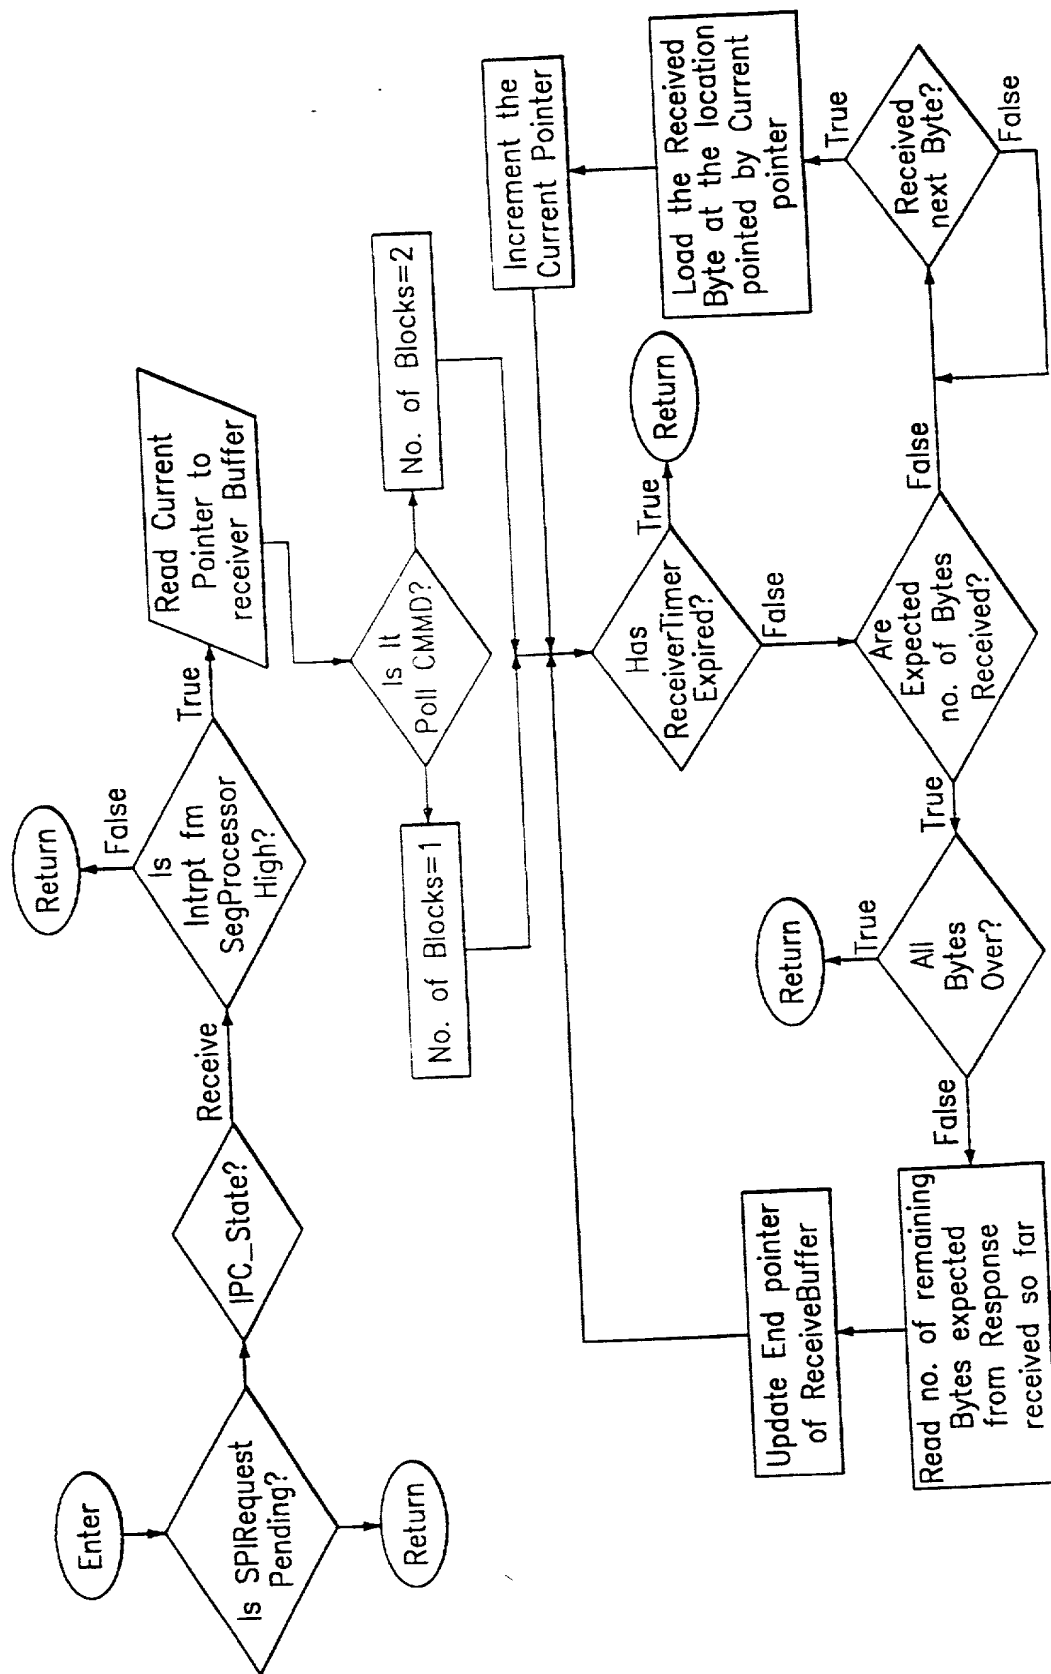 Enter
Is SPIRequest
Pending?
Return
IPC_State?
Receive
Is
Intrpt fm
SegProcessor
High?
False
Return
True
Read Current
Pointer to
receiver Buffer
Is It
Poll CMMD?
No. of Blocks=1
No. of Blocks=2
Has
ReceiverTimer
Expired?
True
Return
False
Are
Expected
no. of Bytes
Received?
True
False
All
Bytes
Over?
True
Return
False
Read no. of remaining
Bytes expected
from Response
received so far
Update End pointer
of ReceiveBuffer
Received
next Byte?
True
False
Load the Received
Byte at the location
pointed by Current
pointer
Increment the
Current Pointer